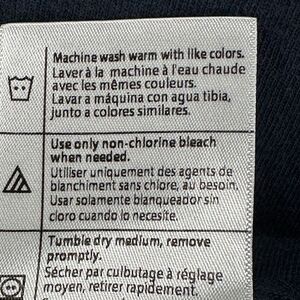 Machine wash warm with like colors.
Laver à la machine à l'eau chaude
avec les mêmes couleurs.
Lavar a máquina con agua tibia,
junto a colores similares.
Use only non-chlorine bleach
when needed.
Utiliser uniquement des agents de
blanchiment sans chlore, au besoin.
Usar solamente blanqueador sin
cloro cuando lo necesite.
Tumble dry medium, remove
promptly.
Sécher par culbutage à réglage
moyen, retirer rapidement.